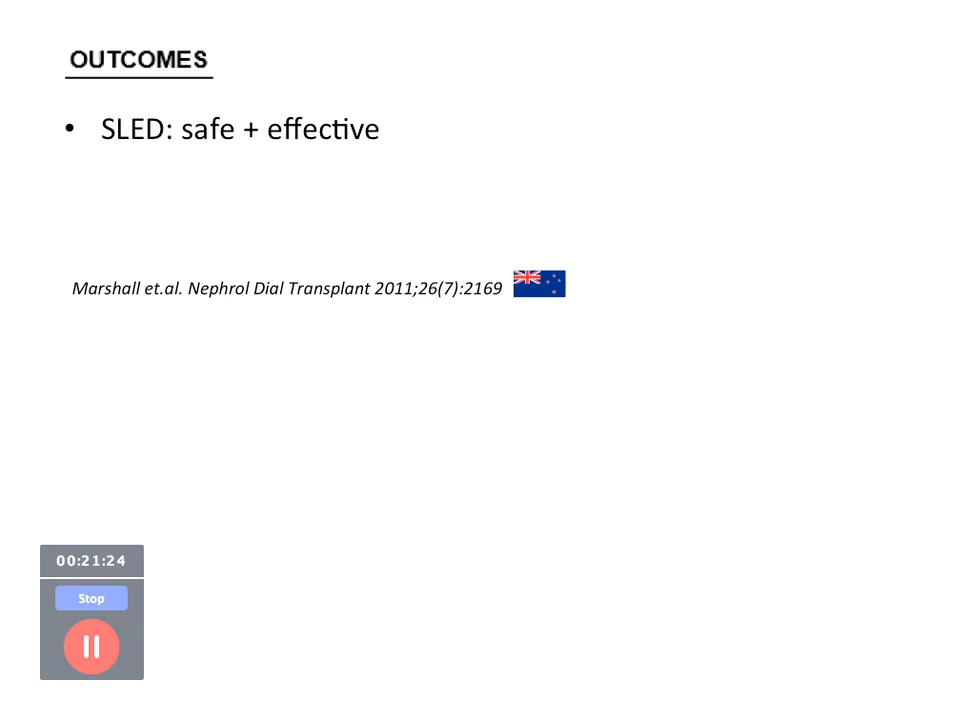 OUTCOMES
• SLED: safe + effective
Marshall et.al. Nephrol Dial Transplant 2011;26(7):2169
00:21:24
Stop